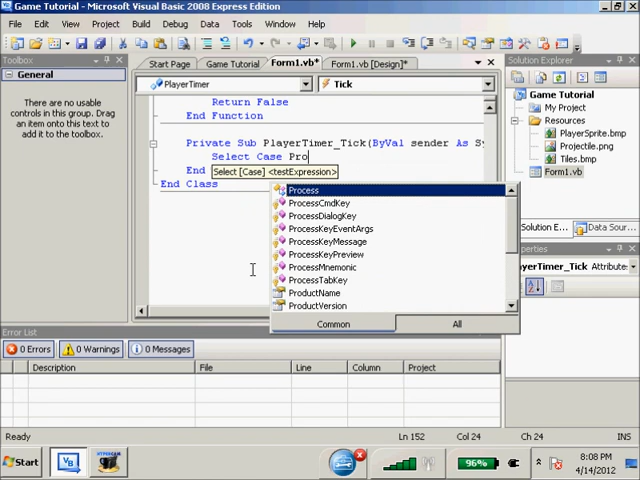 Game Tutorial - Microsoft Visual Basic 2008 Express Edition
File Edit View Project Build Debug Data Tools Window Help
Toolbox
General
There are no usable
controls in this group. Drag
an item onto this text to
add it to the toolbox.
Start Page Game Tutorial Form1.vb* Form1.vb [Design]*
PlayerTimer Tick
Return False
End Function
Private Sub PlayerTimer_Tick(ByVal sender As Sy
Select Case Pro
End
Select [Case] <testExpression>
End Class
Process
ProcessCmdKey
ProcessDialogKey
ProcessKeyEventArgs
ProcessKeyMessage
ProcessKeyPreview
ProcessMnemonic
ProcessTabKey
ProductName
ProductVersion
Common All
Solution Explorer
Game Tutorial
My Project
Resources
PlayerSprite.bmp
Projectile.png
Tiles.bmp
Form1.vb
Solution E... Data Sour...
operties
ayerTimer_Tick Attribute:
Error List
0 Errors 0 Warnings 0 Messages
Description File Line Column Project
Ready Ln 152 Col 24 Ch 24
Start VB 96% 8:08 PM
4/14/2012